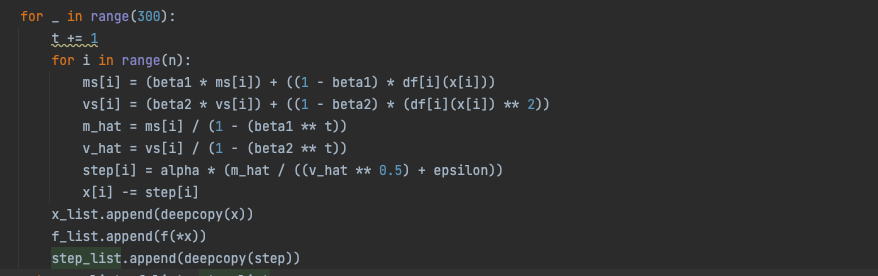 for _ in range(300):
    t += 1
    for i in range(n):
        ms[i] = (beta1 * ms[i]) + ((1 - beta1) * df[i](x[i]))
        vs[i] = (beta2 * vs[i]) + ((1 - beta2) * (df[i](x[i]) ** 2))
        m_hat = ms[i] / (1 - (beta1 ** t))
        v_hat = vs[i] / (1 - (beta2 ** t))
        step[i] = alpha * (m_hat / ((v_hat ** 0.5) + epsilon))
        x[i] -= step[i]
    x_list.append(deepcopy(x))
    f_list.append(f(*x))
    step_list.append(deepcopy(step))